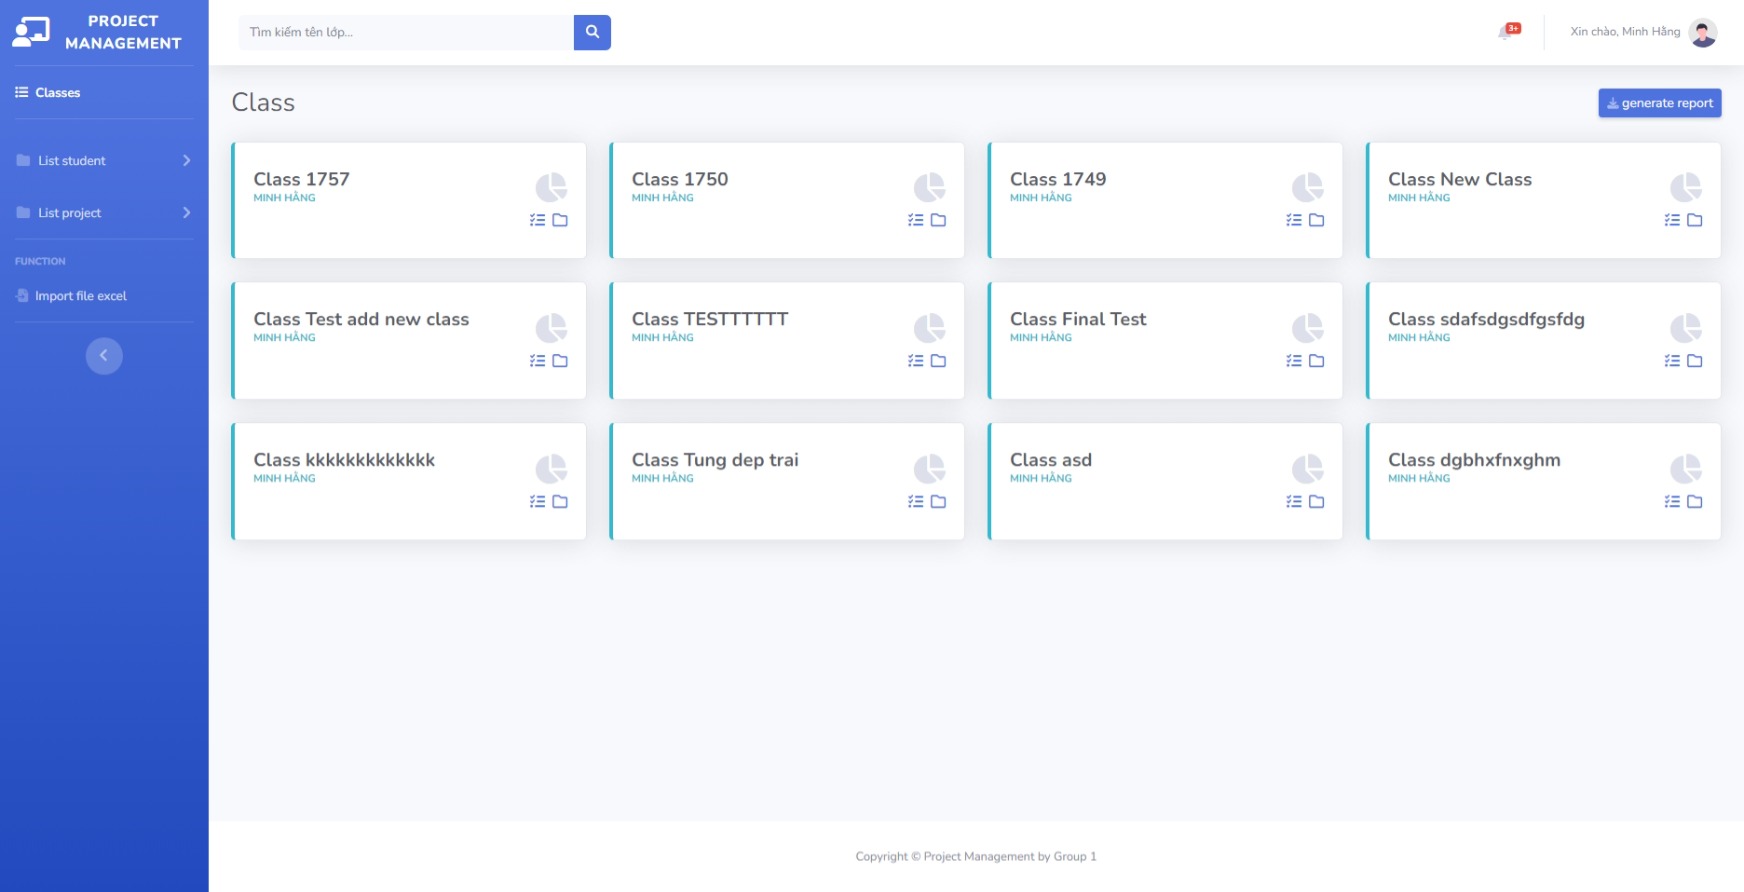 PROJECT
MANAGEMENT
Tìm kiếm tên lớp...
3+
Xin chào, Minh Hằng
Classes
List student
List project
FUNCTION
Import file excel
Class
generate report
Class 1757
MINH HẰNG
Class 1750
MINH HẰNG
Class 1749
MINH HẰNG
Class New Class
MINH HẰNG
Class Test add new class
MINH HẰNG
Class TESTTTTTT
MINH HẰNG
Class Final Test
MINH HẰNG
Class sdafsdgsdfgsfdg
MINH HẰNG
Class kkkkkkkkkkkkk
MINH HẰNG
Class Tung dep trai
MINH HẰNG
Class asd
MINH HẰNG
Class dgbhxfnxghm
MINH HẰNG
Copyright © Project Management by Group 1